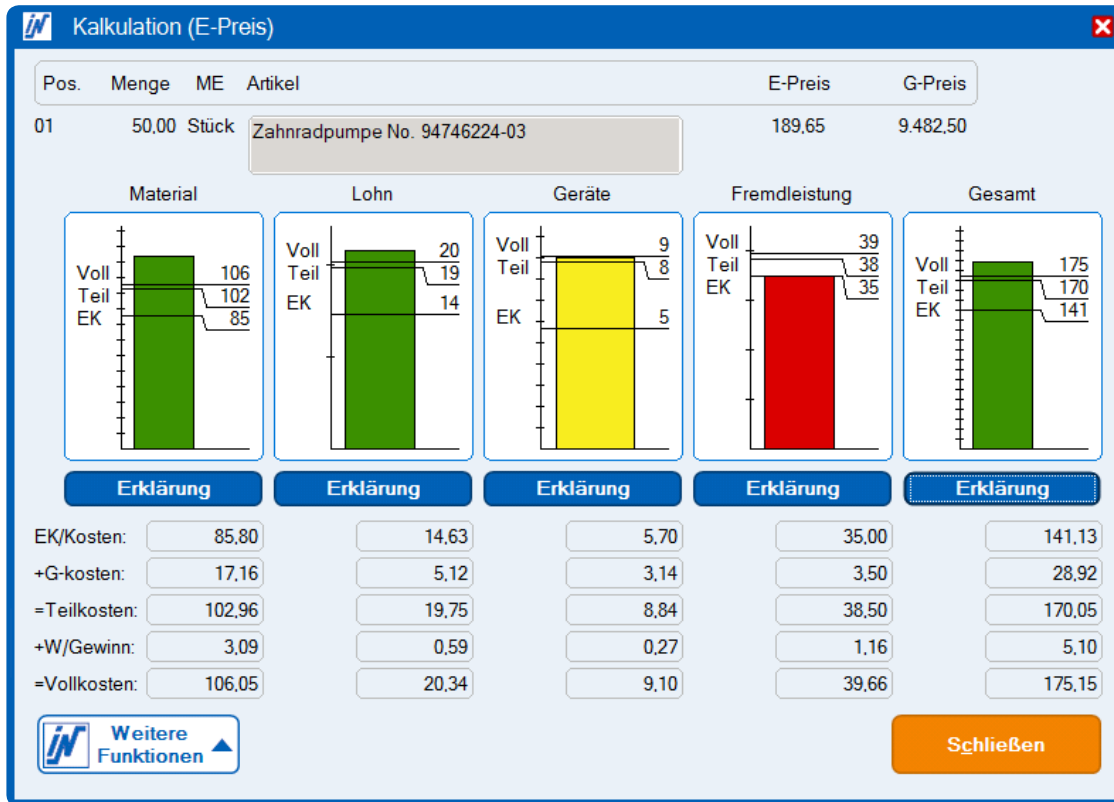 Kalkulation (E-Preis)
Pos. Menge ME Artikel E-Preis G-Preis
01 50,00 Stück Zahnradpumpe No. 94746224-03 189,65 9.482,50
Material Lohn Geräte Fremdleistung Gesamt
Voll 106 Voll 20 Voll 9 Voll 39 Voll 175
Teil 102 Teil 19 Teil 8 Teil 38 Teil 170
EK 85 EK 14 EK 5 EK 35 EK 141
Erklärung Erklärung Erklärung Erklärung Erklärung
EK/Kosten: 85,80 14,63 5,70 35,00 141,13
+G-kosten: 17,16 5,12 3,14 3,50 28,92
=Teilkosten: 102,96 19,75 8,84 38,50 170,05
+W/Gewinn: 3,09 0,59 0,27 1,16 5,10
=Vollkosten: 106,05 20,34 9,10 39,66 175,15
Weitere
Funktionen
Schließen